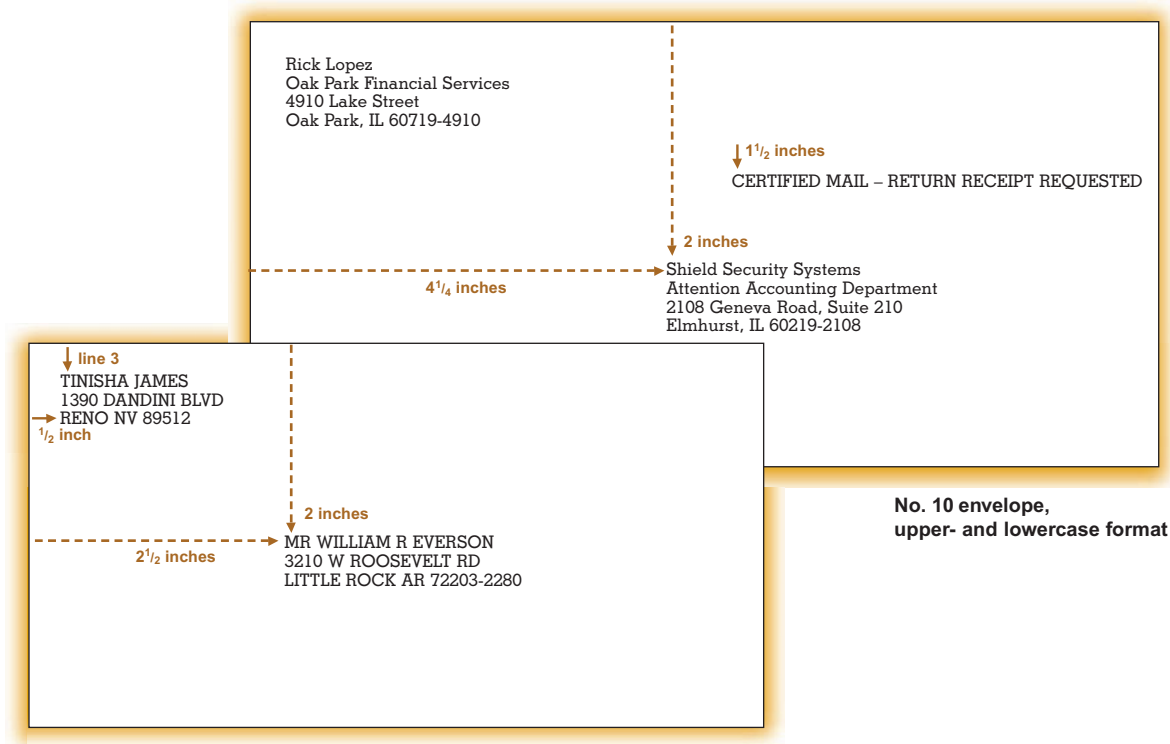 Rick Lopez
Oak Park Financial Services
4910 Lake Street
Oak Park, IL 60719-4910
1 1/2 inches
CERTIFIED MAIL – RETURN RECEIPT REQUESTED
2 inches
4 1/4 inches
Shield Security Systems
Attention Accounting Department
2108 Geneva Road, Suite 210
Elmhurst, IL 60219-2108
line 3
TINISHA JAMES
1390 DANDINI BLVD
RENO NV 89512
1/2 inch
2 inches
2 1/2 inches
MR WILLIAM R EVERSON
3210 W ROOSEVELT RD
LITTLE ROCK AR 72203-2280
No. 10 envelope,
upper- and lowercase format